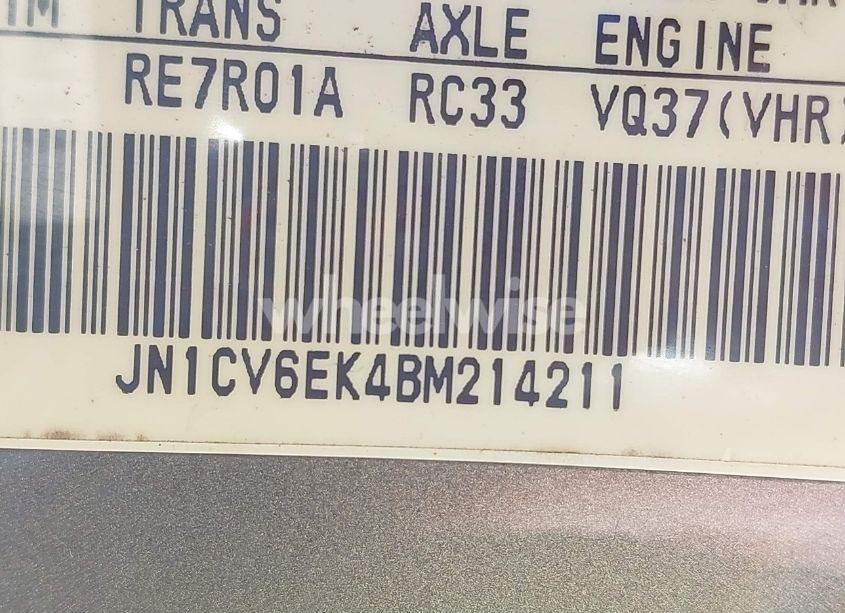 TRANS AXLE ENGINE
RE7R01A RC33 VQ37(VHR)
wheelwise
JN1CV6EK4BM214211